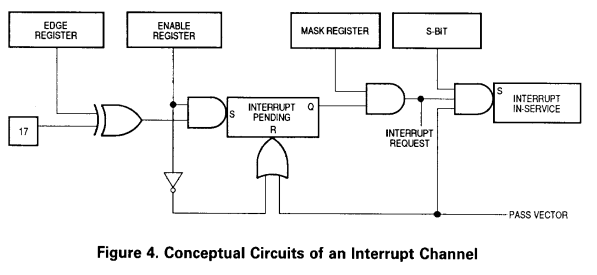 EDGE
REGISTER
ENABLE
REGISTER
MASK REGISTER
S-BIT
17
S
INTERRUPT
PENDING
Q
R
INTERRUPT
REQUEST
S
INTERRUPT
IN-SERVICE
PASS VECTOR
Figure 4. Conceptual Circuits of an Interrupt Channel